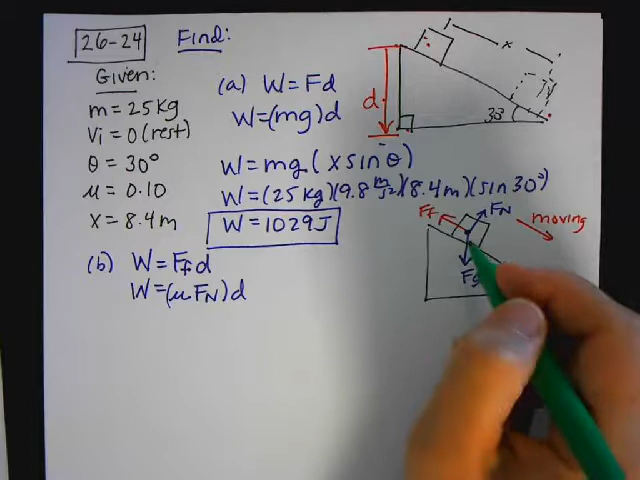 26-24 Find:
Given:
m = 25 kg
Vi = 0 (rest)
θ = 30°
μ = 0.10
x = 8.4 m
(a) W = Fd
W = (mg)d
W = mg (x sin θ)
W = (25 kg)(9.8 m/s²)(8.4 m)(sin 30°)
W = 1029 J
(b) W = Ff d
W = (μ FN) d
x
d
30
Ff
FN
moving
Fg